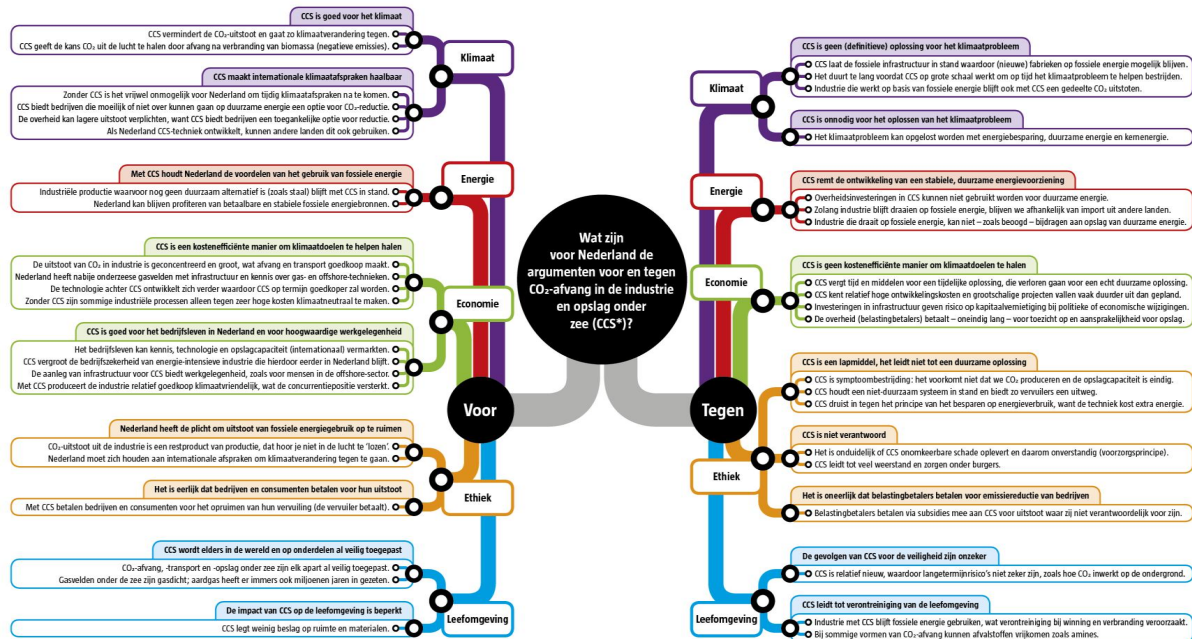 CCS is goed voor het klimaat
CCS vermindert de CO₂-uitstoot en gaat zo klimaatverandering tegen.
CCS geeft de kans CO₂ uit de lucht te halen door afvang na verbranding van biomassa (negatieve emissies).
Klimaat
CCS maakt internationale klimaatafspraken haalbaar
Zonder CCS is het vrijwel onmogelijk voor Nederland om tijdig klimaatafspraken na te komen.
CCS biedt bedrijven die moeilijk of niet over kunnen gaan op duurzame energie een optie voor CO₂-reductie.
De overheid kan lagere uitstoot verplichten, want CCS biedt bedrijven een toegankelijke optie voor reductie.
Als Nederland CCS-techniek ontwikkelt, kunnen andere landen dit ook gebruiken.
Met CCS houdt Nederland de voordelen van het gebruik van fossiele energie
Energie
Industriële productie waarvoor nog geen duurzaam alternatief is (zoals staal) blijft met CCS in stand.
Nederland kan blijven profiteren van betaalbare en stabiele fossiele energiebronnen.
CCS is een kostenefficiënte manier om klimaatdoelen te helpen halen
De uitstoot van CO₂ in industrie is geconcentreerd en groot, wat afvang en transport goedkoop maakt.
Nederland heeft nabije onderzeese gasvelden met infrastructuur en kennis over gas- en offshore-technieken.
De technologie achter CCS ontwikkelt zich verder waardoor CCS op termijn goedkoper zal worden.
Zonder CCS zijn sommige industriële processen alleen tegen zeer hoge kosten klimaatneutraal te maken.
Economie
CCS is goed voor het bedrijfsleven in Nederland en voor hoogwaardige werkgelegenheid
Het bedrijfsleven kan kennis, technologie en opslagcapaciteit (internationaal) vermarkten.
CCS vergroot de bedrijfszekerheid van energie-intensieve industrie die hierdoor eerder in Nederland blijft.
De aanleg van infrastructuur voor CCS biedt werkgelegenheid, zoals voor mensen in de offshore-sector.
Met CCS produceert de industrie relatief goedkoop klimaatvriendelijk, wat de concurrentiepositie versterkt.
Voor
Nederland heeft de plicht om uitstoot van fossiele energiegebruik op te ruimen
CO₂-uitstoot uit de industrie is een restproduct van productie, dat hoor je niet in de lucht te ‘lozen’.
Nederland moet zich houden aan internationale afspraken om klimaatverandering tegen te gaan.
Het is eerlijk dat bedrijven en consumenten betalen voor hun uitstoot
Ethiek
Met CCS betalen bedrijven en consumenten voor het opruimen van hun vervuiling (de vervuiler betaalt).
CCS wordt elders in de wereld en op onderdelen al veilig toegepast
CO₂-afvang, -transport en -opslag onder zee zijn elk apart al veilig toegepast.
Gasvelden onder de zee zijn gasdicht; aardgas heeft er immers ook miljoenen jaren in gezeten.
De impact van CCS op de leefomgeving is beperkt
Leefomgeving
CCS legt weinig beslag op ruimte en materialen.
Wat zijn
voor Nederland de
argumenten voor en tegen
CO₂-afvang in de industrie
en opslag onder
zee (CCS*)?
CCS is geen (definitieve) oplossing voor het klimaatprobleem
CCS laat de fossiele infrastructuur in stand waardoor (nieuwe) fabrieken op fossiele energie mogelijk blijven.
Het duurt te lang voordat CCS op grote schaal werkt om op tijd het klimaatprobleem te helpen bestrijden.
Industrie die werkt op basis van fossiele energie blijft ook met CCS een gedeelte CO₂ uitstoten.
Klimaat
CCS is onnodig voor het oplossen van het klimaatprobleem
Het klimaatprobleem kan opgelost worden met energiebesparing, duurzame energie en kernenergie.
CCS remt de ontwikkeling van een stabiele, duurzame energievoorziening
Energie
Overheidsinvesteringen in CCS kunnen niet gebruikt worden voor duurzame energie.
Zolang industrie blijft draaien op fossiele energie, blijven we afhankelijk van import uit andere landen.
Industrie die draait op fossiele energie, kan niet – zoals beoogd – bijdragen aan opslag van duurzame energie.
CCS is geen kostenefficiënte manier om klimaatdoelen te halen
Economie
CCS vergt tijd en middelen voor een tijdelijke oplossing, die verloren gaan voor een echt duurzame oplossing.
CCS kent relatief hoge ontwikkelingskosten en grootschalige projecten vallen vaak duurder uit dan gepland.
Investeringen in infrastructuur geven risico op kapitaalvernietiging bij politieke of economische wijzigingen.
De overheid (belastingbetalers) betaalt – oneindig lang – voor toezicht op en aansprakelijkheid voor opslag.
Tegen
CCS is een lapmiddel, het leidt niet tot een duurzame oplossing
CCS is symptoombestrijding: het voorkomt niet dat we CO₂ produceren en de opslagcapaciteit is eindig.
CCS houdt een niet-duurzaam systeem in stand en biedt zo vervuilers een uitweg.
CCS druist in tegen het principe van het besparen op energieverbruik, want de techniek kost extra energie.
CCS is niet verantwoord
Het is onduidelijk of CCS onomkeerbare schade oplevert en daarom onverstandig (voorzorgsprincipe).
CCS leidt tot veel weerstand en zorgen onder burgers.
Ethiek
Het is oneerlijk dat belastingbetalers betalen voor emissiereductie van bedrijven
Belastingbetalers betalen via subsidies mee aan CCS voor uitstoot waar zij niet verantwoordelijk voor zijn.
De gevolgen van CCS voor de veiligheid zijn onzeker
CCS is relatief nieuw, waardoor langetermijnrisico’s niet zeker zijn, zoals hoe CO₂ inwerkt op de ondergrond.
CCS leidt tot verontreiniging van de leefomgeving
Leefomgeving
Industrie met CCS blijft fossiele energie gebruiken, wat verontreiniging bij winning en verbranding veroorzaakt.
Bij sommige vormen van CO₂-afvang kunnen afvalstoffen vrijkomen zoals amines.